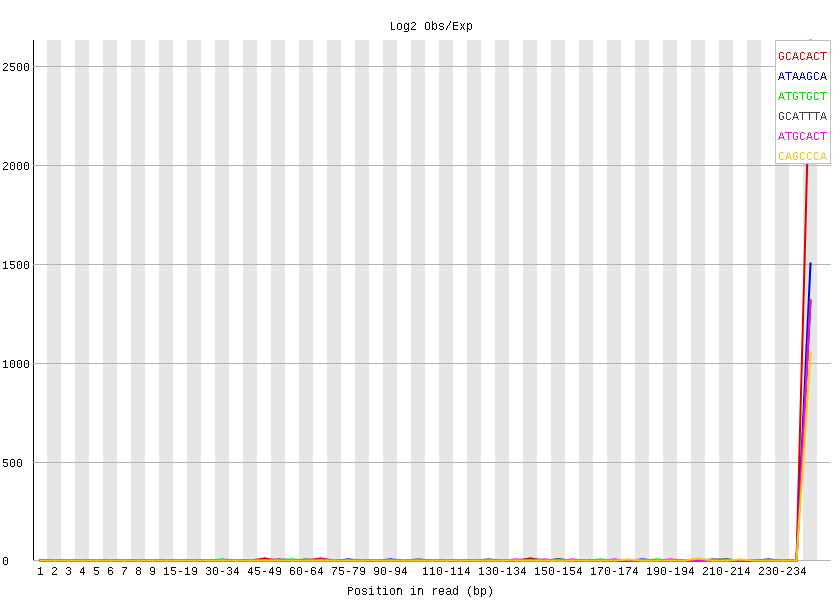 Log2 Obs/Exp
GCACACT
ATAAGCA
ATGTGCT
GCATTTA
ATGCACT
CAGCCCA
2500
2000
1500
1000
500
0
1 2 3 4 5 6 7 8 9 15-19 30-34 45-49 60-64 75-79 90-94 110-114 130-134 150-154 170-174 190-194 210-214 230-234
Position in read (bp)